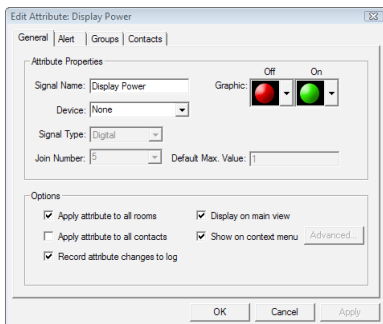 Edit Attribute: Display Power
General Alert Groups Contacts
Attribute Properties
Off On
Signal Name: Display Power Graphic:
Device: None
Signal Type: Digital
Join Number: 5 Default Max. Value: 1
Options
Apply attribute to all rooms Display on main view
Apply attribute to all contacts Show on context menu Advanced...
Record attribute changes to log
OK Cancel Apply